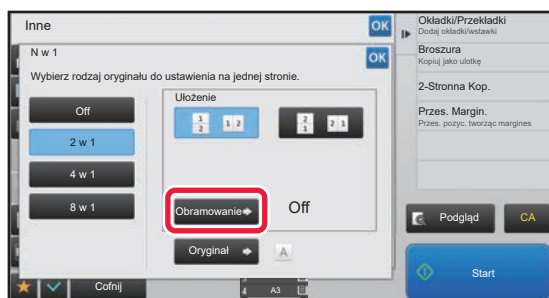 Inne
OK
N w 1
OK
Wybierz rodzaj oryginału do ustawienia na jednej stronie.
Off
2 w 1
4 w 1
8 w 1
Ułożenie
1 2 1 2
1 2 2 1
Obramowanie
Off
Oryginał
A
Cofnij
4 A3
Okładki/Przekładki
Dodaj okładki/wstawki
Broszura
Kopiuj jako ulotkę
2-Stronna Kop.
Przes. Margin.
Przes. pozyc. tworząc margines
Podgląd
CA
Start